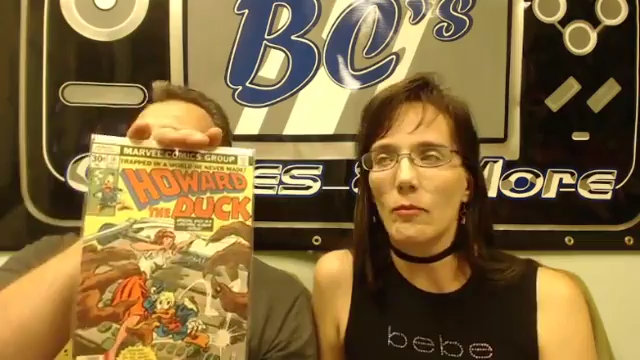 BC's
ES & More
MARVEL COMICS GROUP
30¢
TRAPPED IN A WORLD HE NEVER MADE!
HOWARD
THE DUCK
bebe